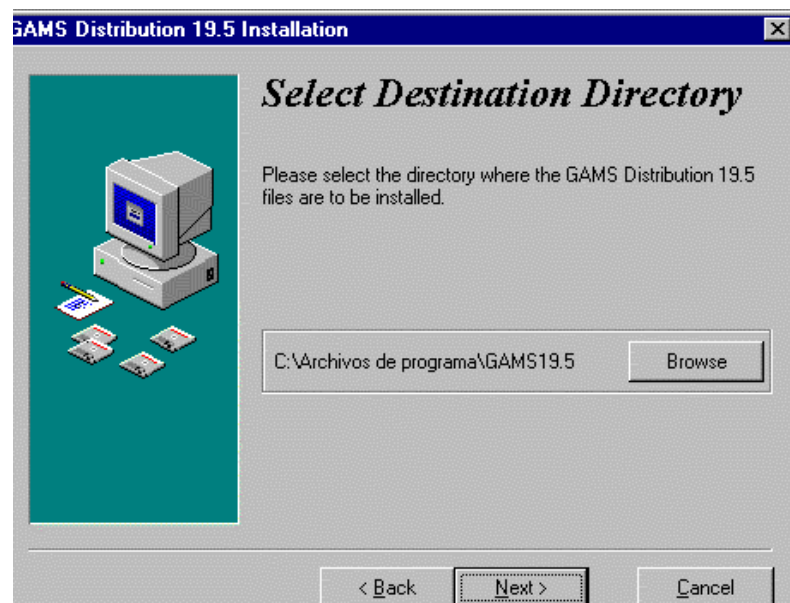 GAMS Distribution 19.5 Installation
Select Destination Directory
Please select the directory where the GAMS Distribution 19.5
files are to be installed.
C:\Archivos de programa\GAMS19.5
Browse
< Back
Next >
Cancel